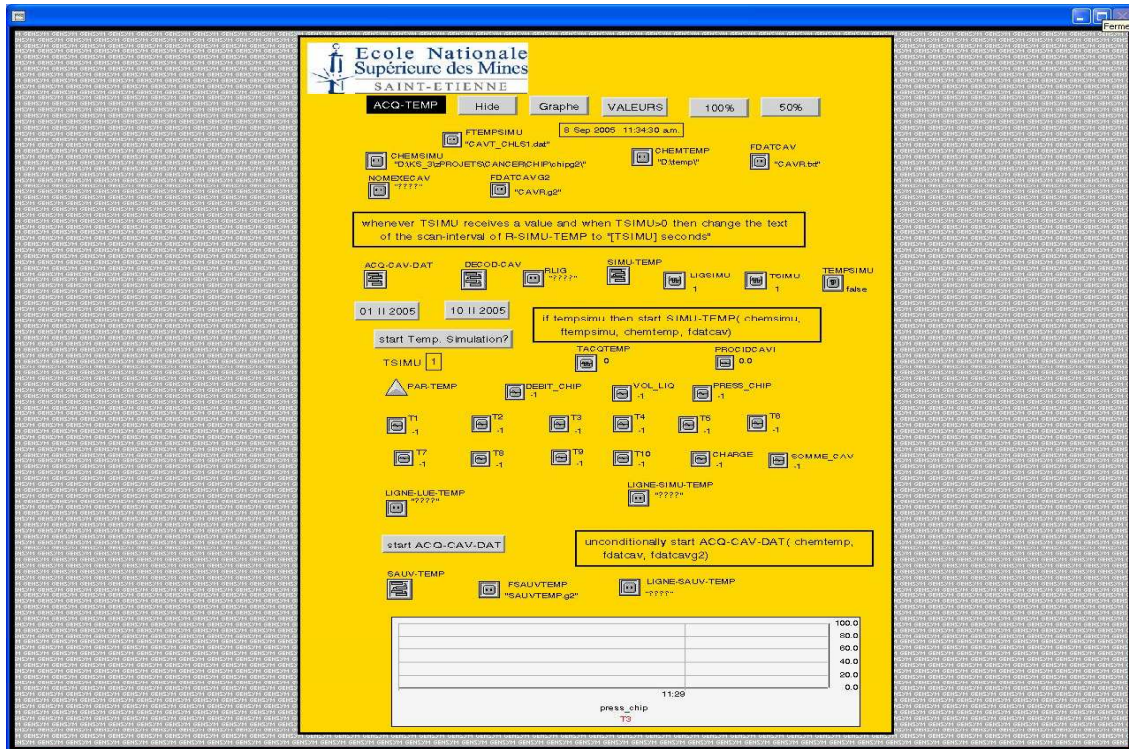 Ferme
Ecole Nationale
Supérieure des Mines
SAINT-ETIENNE
ACQ-TEMP Hide Graphe VALEURS 100% 50%
8 Sep 2005 11:34:30 a.m.
FTEMPSIMU
"CAVT_CHLS1.dat"
CHEMSIMU
"D:\KS_3\zPROJETS\CANCER\CHIP\chipg2\"
CHEMTEMP
"D:\temp\"
FDATCAV
"CAVR.txt"
NOMEXECAV
"????"
FDATCAVG2
"CAVR.g2"
whenever TSIMU receives a value and when TSIMU>0 then change the text
of the scan-interval of R-SIMU-TEMP to "[TSIMU] seconds"
ACQ-CAV-DAT
DECOD-CAV
RLIG
"????"
SIMU-TEMP
LIGSIMU
1
TSIMU
1
TEMPSIMU
false
01 II 2005
10 II 2005
if tempsimu then start SIMU-TEMP( chemsimu,
ftempsimu, chemtemp, fdatcav)
start Temp. Simulation?
TSIMU 1
TACQTEMP
0
PROCIDCAVI
0.0
PAR-TEMP
DEBIT_CHIP
-1
VOL_LIQ
-1
PRESS_CHIP
-1
T1
-1
T2
-1
T3
-1
T4
-1
T5
-1
T6
-1
T7
-1
T8
-1
T9
-1
T10
-1
CHARGE
-1
SOMME_CAV
-1
LIGNE-LUE-TEMP
"????"
LIGNE-SIMU-TEMP
"????"
start ACQ-CAV-DAT
unconditionally start ACQ-CAV-DAT( chemtemp,
fdatcav, fdatcavg2)
SAUV-TEMP
FSAUVTEMP
"SAUVTEMP.g2"
LIGNE-SAUV-TEMP
"????"
100.0
80.0
60.0
40.0
20.0
0.0
11:29
press_chip
T3